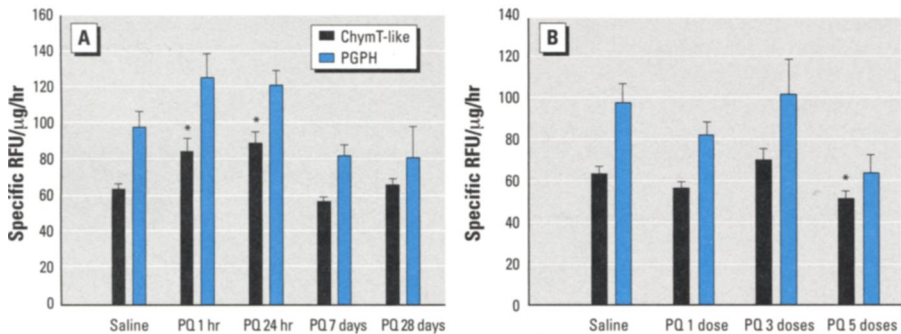 A
ChymT-like
PGPH
Specific RFU/µg/hr
160
140
120
100
80
60
40
20
0
*
*
Saline PQ 1 hr PQ 24 hr PQ 7 days PQ 28 days
B
Specific RFU/µg/hr
140
120
100
80
60
40
20
0
*
Saline PQ 1 dose PQ 3 doses PQ 5 doses